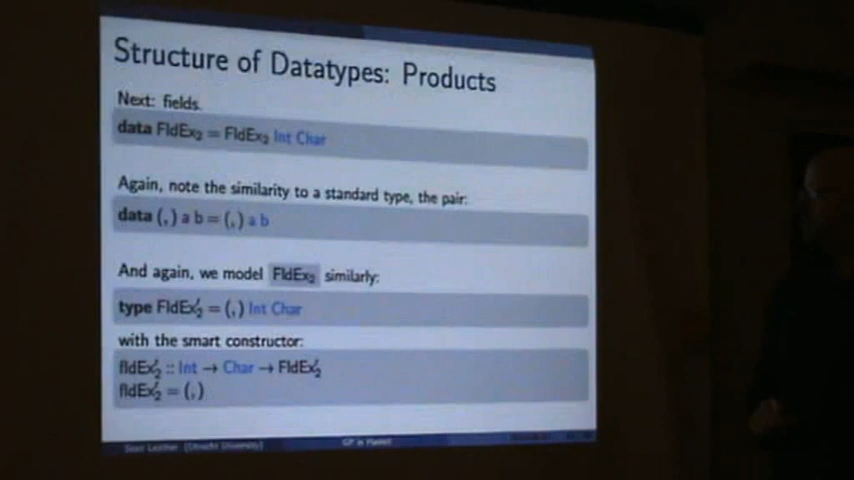 Structure of Datatypes: Products
Next: fields.
data FldEx₂ = FldEx₂ Int Char
Again, note the similarity to a standard type, the pair:
data (,) a b = (,) a b
And again, we model FldEx₂ similarly:
type FldEx′₂ = (,) Int Char
with the smart constructor:
fldEx′₂ :: Int → Char → FldEx′₂
fldEx′₂ = (,)
(Utrecht University)